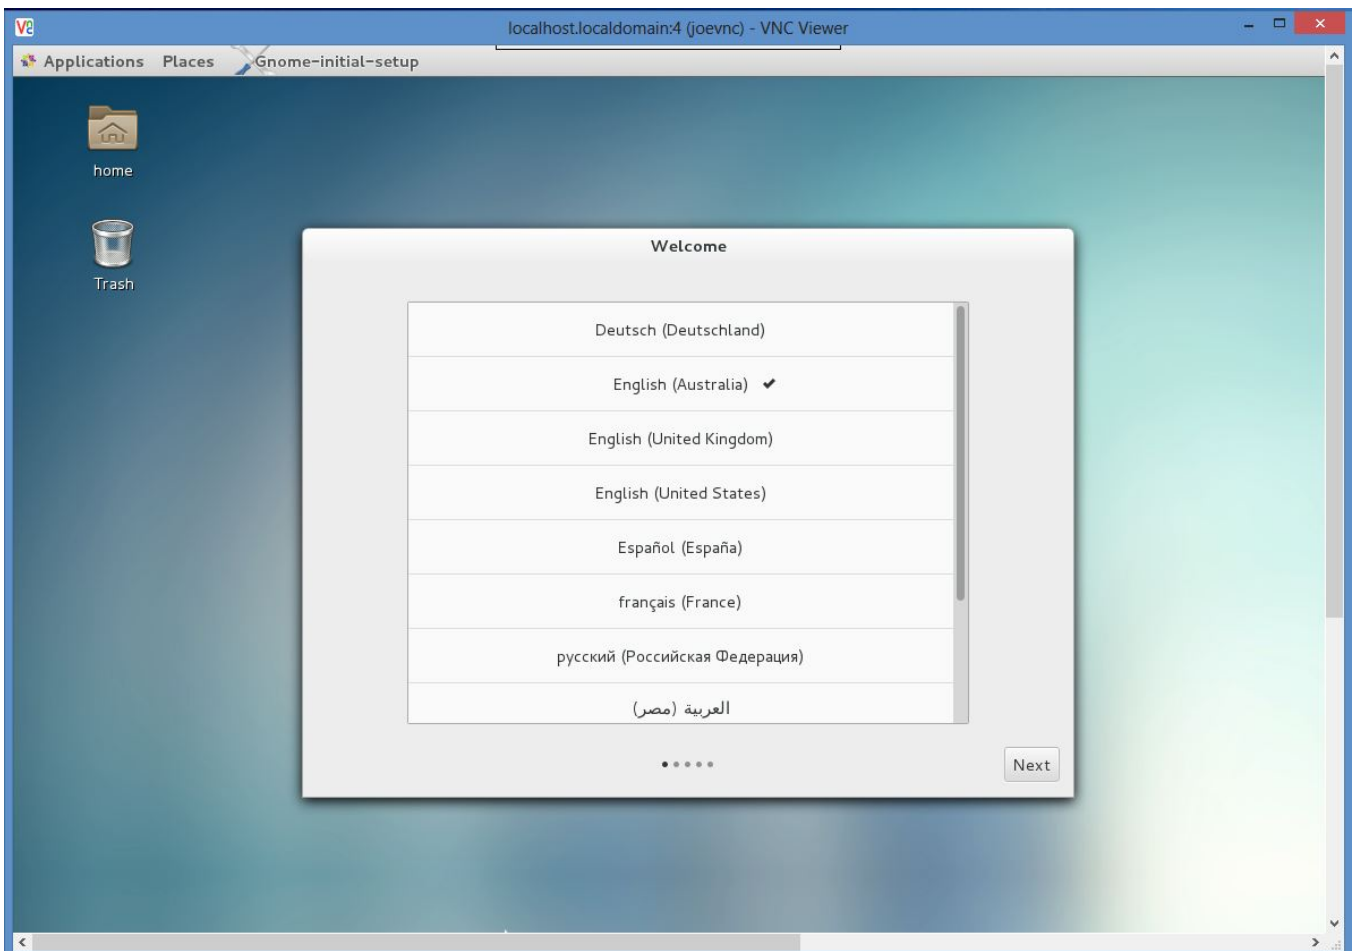 localhost.localdomain:4 (joevnc) - VNC Viewer
Applications Places Gnome-initial-setup
home
Trash
Welcome
Deutsch (Deutschland)
English (Australia) ✔
English (United Kingdom)
English (United States)
Español (España)
français (France)
русский (Российская Федерация)
العربية (مصر)
Next